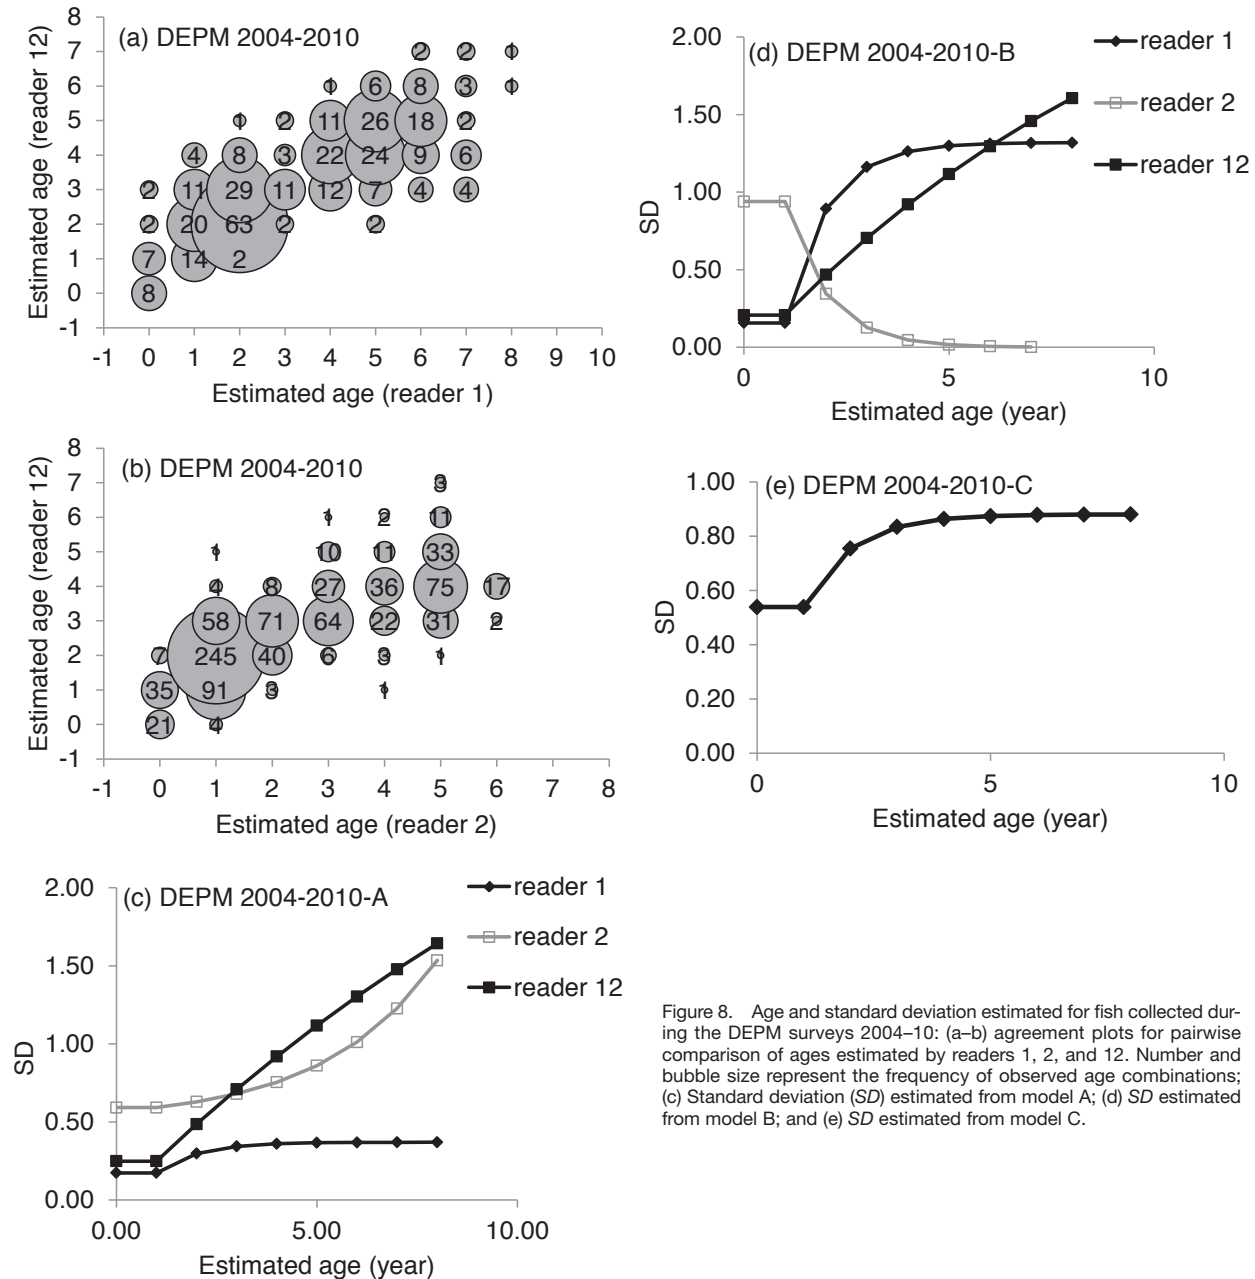 (a) DEPM 2004-2010
Estimated age (reader 12)
8
7
6
5
4
3
2
1
0
-1
2 2 1
1 6 8 3 1
1 2 11 26 18 2
4 8 3 22 24 9 6
2 11 29 11 12 7 4 4
2 20 63 2 2
7 14 2
8
-1 0 1 2 3 4 5 6 7 8 9 10
Estimated age (reader 1)
(d) DEPM 2004-2010-B
reader 1
reader 2
reader 12
SD
2.00
1.50
1.00
0.50
0.00
0 5 10
Estimated age (year)
(b) DEPM 2004-2010
Estimated age (reader 12)
8
7
6
5
4
3
2
1
0
-1
3
1 2 11
1 10 11 33
4 8 27 36 75 17
58 71 64 22 31 2
7 245 40 6 3 1
35 91 3 1
21 4
-1 0 1 2 3 4 5 6 7 8
Estimated age (reader 2)
(e) DEPM 2004-2010-C
SD
1.00
0.80
0.60
0.40
0.20
0.00
0 5 10
Estimated age (year)
(c) DEPM 2004-2010-A
reader 1
reader 2
reader 12
SD
2.00
1.50
1.00
0.50
0.00
0.00 5.00 10.00
Estimated age (year)
Figure 8. Age and standard deviation estimated for fish collected dur-
ing the DEPM surveys 2004–10: (a–b) agreement plots for pairwise
comparison of ages estimated by readers 1, 2, and 12. Number and
bubble size represent the frequency of observed age combinations;
(c) Standard deviation (SD) estimated from model A; (d) SD estimated
from model B; and (e) SD estimated from model C.